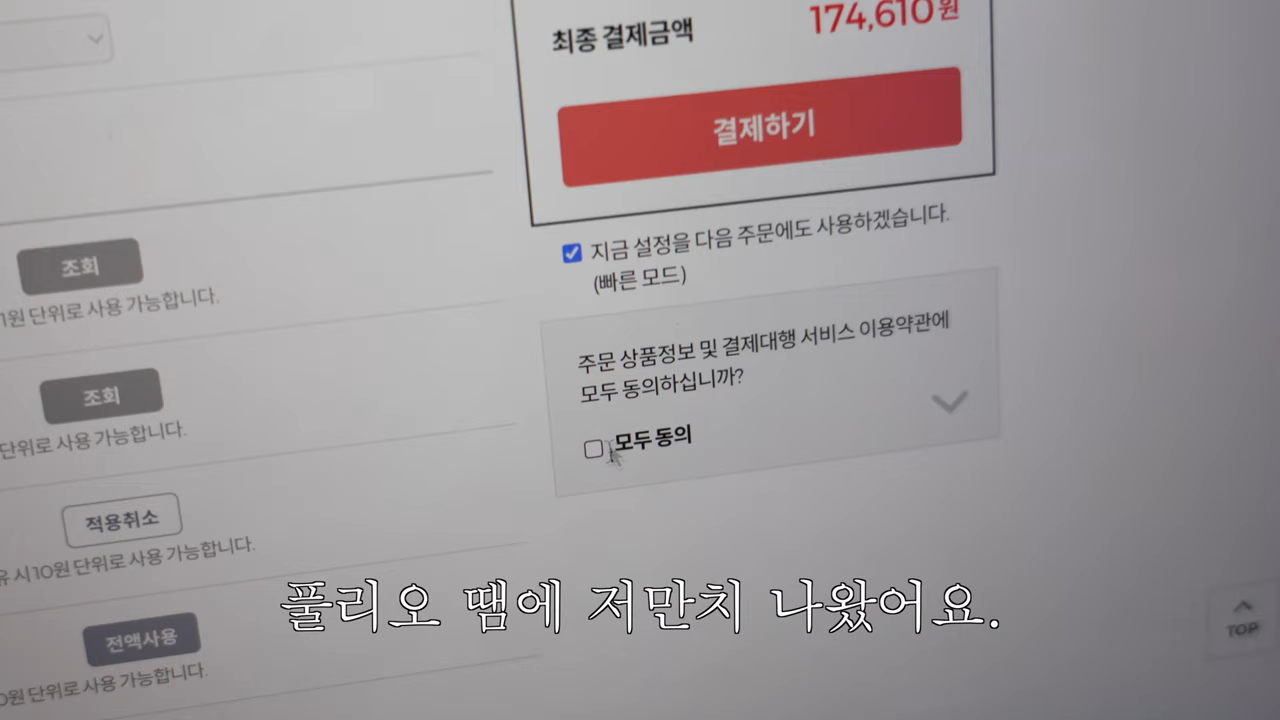 최종 결제금액 174,610원
결제하기
지금 설정을 다음 주문에도 사용하겠습니다.
(빠른 모드)
주문 상품정보 및 결제대행 서비스 이용약관에
모두 동의하십니까?
모두 동의
조회
1원 단위로 사용 가능합니다.
조회
단위로 사용 가능합니다.
적용취소
유 시 10원 단위로 사용 가능합니다.
전액사용
0원 단위로 사용 가능합니다.
TOP
풀리오 땜에 저만치 나왔어요.